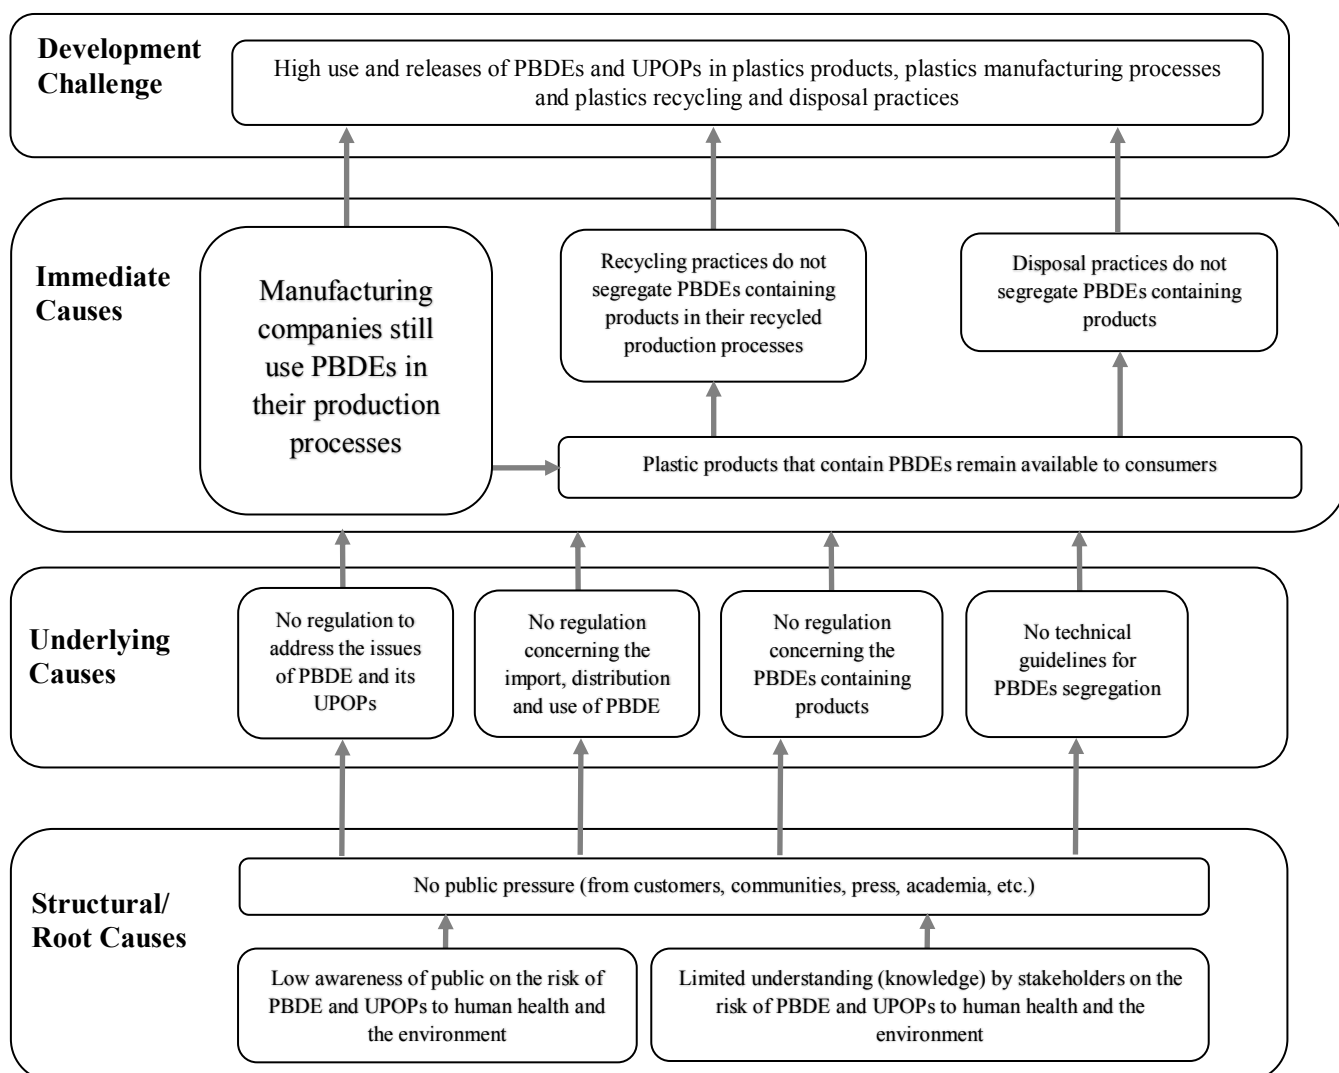 Development
Challenge
High use and releases of PBDEs and UPOPs in plastics products, plastics manufacturing processes
and plastics recycling and disposal practices
Immediate
Causes
Manufacturing
companies still
use PBDEs in
their production
processes
Recycling practices do not
segregate PBDEs containing
products in their recycled
production processes
Disposal practices do not
segregate PBDEs containing
products
Plastic products that contain PBDEs remain available to consumers
Underlying
Causes
No regulation to
address the issues
of PBDE and its
UPOPs
No regulation
concerning the
import, distribution
and use of PBDE
No regulation
concerning the
PBDEs containing
products
No technical
guidelines for
PBDEs segregation
Structural/
Root Causes
No public pressure (from customers, communities, press, academia, etc.)
Low awareness of public on the risk of
PBDE and UPOPs to human health and
the environment
Limited understanding (knowledge) by stakeholders on the
risk of PBDE and UPOPs to human health and the
environment